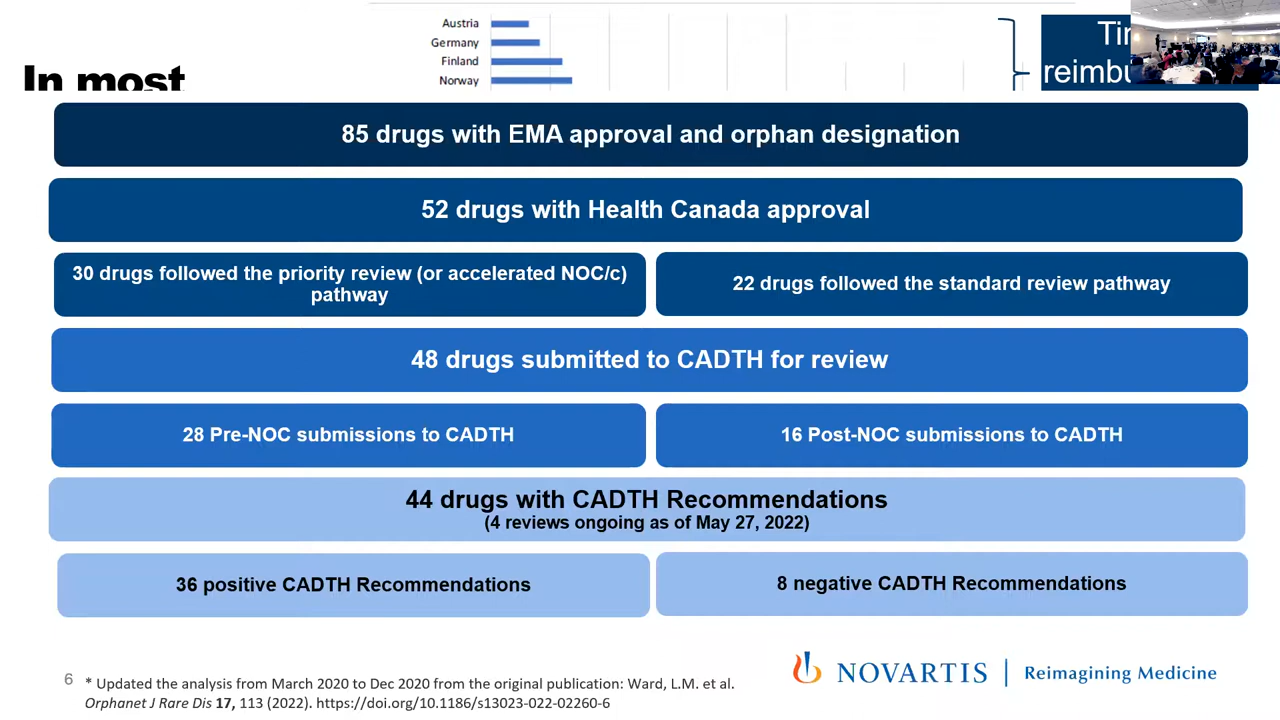 Austria
Germany
Finland
Norway
In most
85 drugs with EMA approval and orphan designation
52 drugs with Health Canada approval
30 drugs followed the priority review (or accelerated NOC/c)
pathway
22 drugs followed the standard review pathway
48 drugs submitted to CADTH for review
28 Pre-NOC submissions to CADTH
16 Post-NOC submissions to CADTH
44 drugs with CADTH Recommendations
(4 reviews ongoing as of May 27, 2022)
36 positive CADTH Recommendations
8 negative CADTH Recommendations
6
* Updated the analysis from March 2020 to Dec 2020 from the original publication: Ward, L.M. et al.
Orphanet J Rare Dis 17, 113 (2022). https://doi.org/10.1186/s13023-022-02260-6
NOVARTIS | Reimagining Medicine